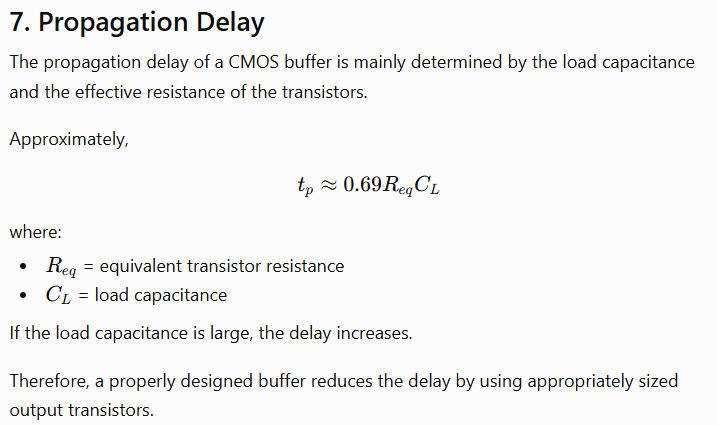 7. Propagation Delay
The propagation delay of a CMOS buffer is mainly determined by the load capacitance
and the effective resistance of the transistors.
Approximately,
t_p ≈ 0.69R_{eq}C_L
where:
• R_{eq} = equivalent transistor resistance
• C_L = load capacitance
If the load capacitance is large, the delay increases.
Therefore, a properly designed buffer reduces the delay by using appropriately sized
output transistors.